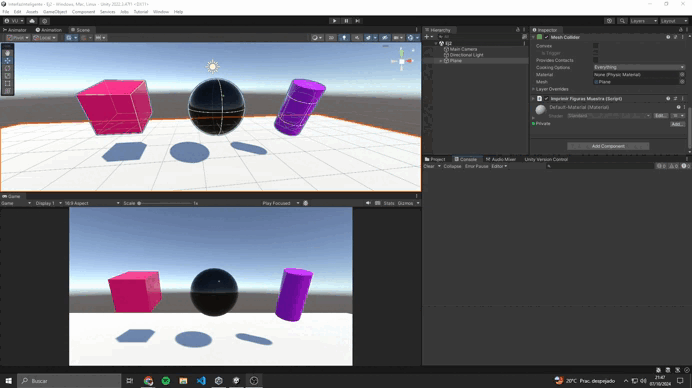 InterfazInteligente - Ej2 - Windows, Mac, Linux - Unity 2022.3.47f1 <DX11>
File Edit Assets GameObject Component Services Jobs Tutorial Window Help
Layers Layout
Animator Animation Scene
Pivot Local
2D
Hierarchy
All
Ej2
Main Camera
Directional Light
Plane
Inspector
Mesh Collider
Convex
Is Trigger
Provides Contacts
Cooking Options Everything
Material None (Physic Material)
Mesh Plane
Layer Overrides
Imprimir Figuras Muestra (Script)
Default-Material (Material)
Shader Standard Edit...
Private Add...
Add Component
Project Console Audio Mixer Unity Version Control
Clear Collapse Error Pause Editor
Game
Game Display 1 16:9 Aspect Scale 1x Play Focused Stats Gizmos
Buscar
20°C Prac. despejado
21:47
07/10/2024